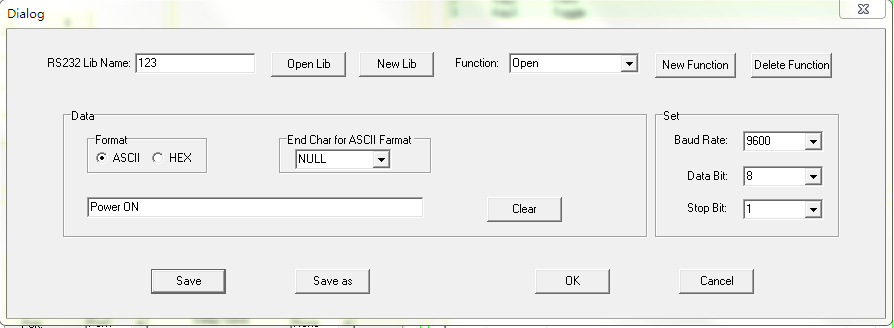 Dialog
RS232 Lib Name: 123 Open Lib New Lib Function: Open New Function Delete Function
Data
Set
Format
End Char for ASCII Farmat
ASCII HEX
NULL
Baud Rate: 9600
Data Bit: 8
Power ON
Clear
Stop Bit: 1
Save Save as OK Cancel